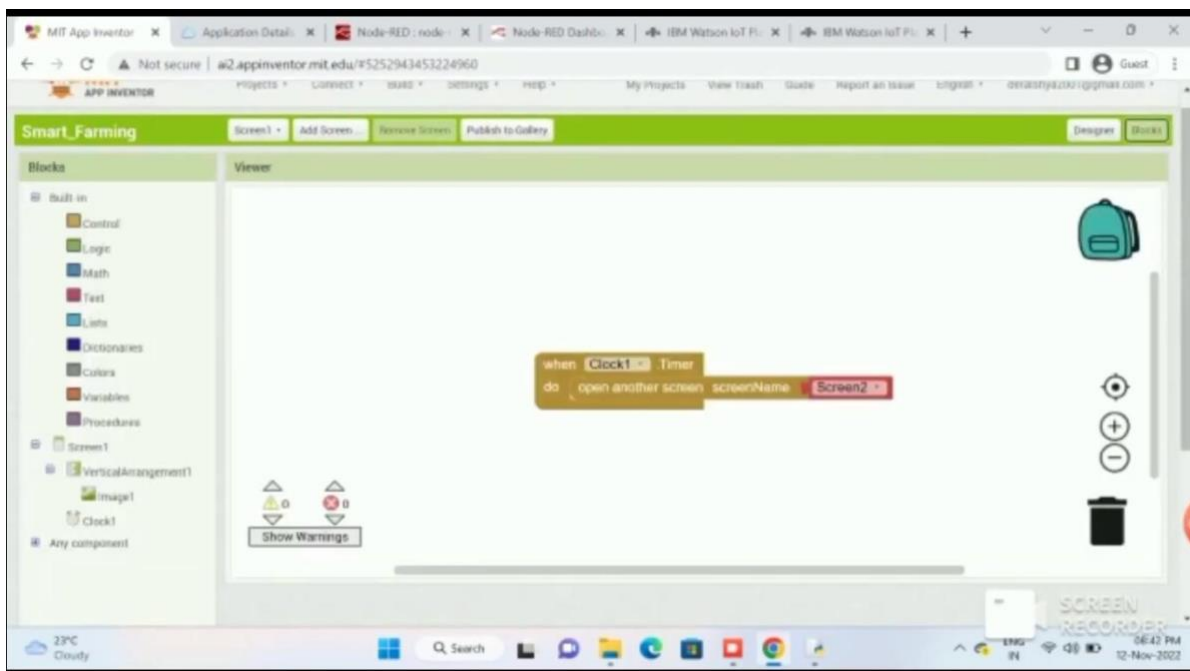 MIT App Inventor
Application Details
Node-RED : node-
Node-RED Dashbo
IBM Watson IoT Pl
IBM Watson IoT Pl
Not secure | ai2.appinventor.mit.edu/#5252943453224960
Guest
APP INVENTOR
Projects Connect Build Settings Help My Projects View Trash Guide Report an Issue English
Smart_Farming Screen1 Add Screen ... Remove Screen Publish to Gallery Designer Blocks
Blocks Viewer
Built-in
Control
Logic
Math
Text
Lists
Dictionaries
Colors
Variables
Procedures
Screen1
VerticalArrangement1
Image1
Clock1
Any component
when Clock1 .Timer
do open another screen screenName Screen2
0 0
Show Warnings
SCREEN
RECORDER
23°C
Cloudy
Search
ENG
IN
08:42 PM
12-Nov-2022